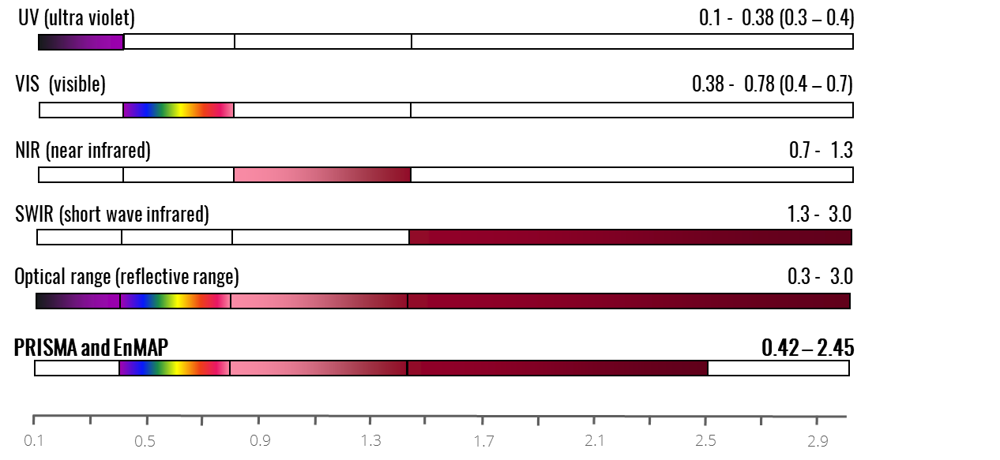 UV (ultra violet) 0.1 - 0.38 (0.3 – 0.4)
VIS (visible) 0.38 - 0.78 (0.4 – 0.7)
NIR (near infrared) 0.7 - 1.3
SWIR (short wave infrared) 1.3 - 3.0
Optical range (reflective range) 0.3 - 3.0
PRISMA and EnMAP 0.42 – 2.45
0.1 0.5 0.9 1.3 1.7 2.1 2.5 2.9